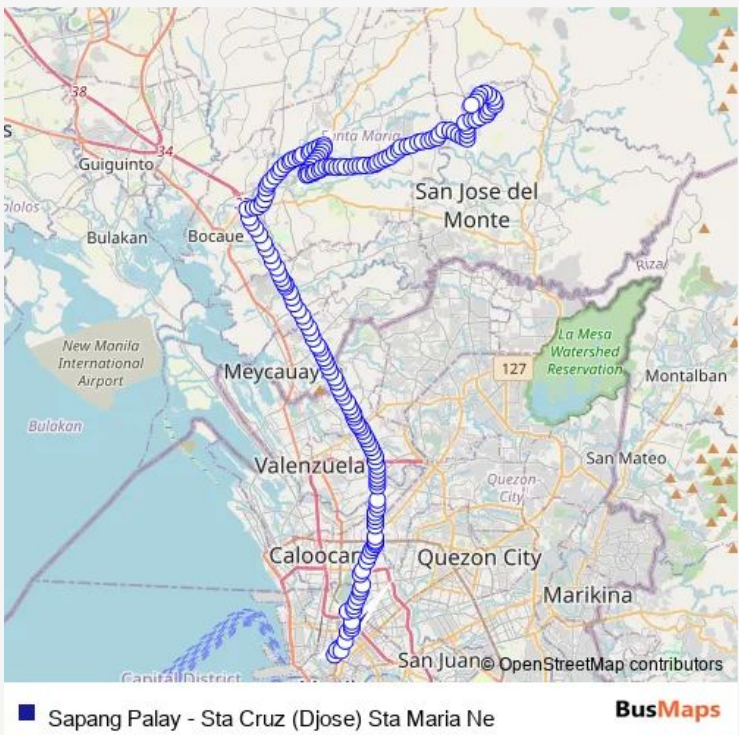 38
34
Santa Maria
Guiguinto
San Jose del
Monte
Bulakan
Bocaue
Rizal
La Mesa
Watershed
Reservation
New Manila
International
Airport
127
Meycauay
Montalban
Bulakan
San Mateo
Valenzuela
Quezon
City
Caloocan
Quezon City
Marikina
San Juan
© OpenStreetMap contributors
Capital District
Sapang Palay - Sta Cruz (Djose) Sta Maria Ne
BusMaps